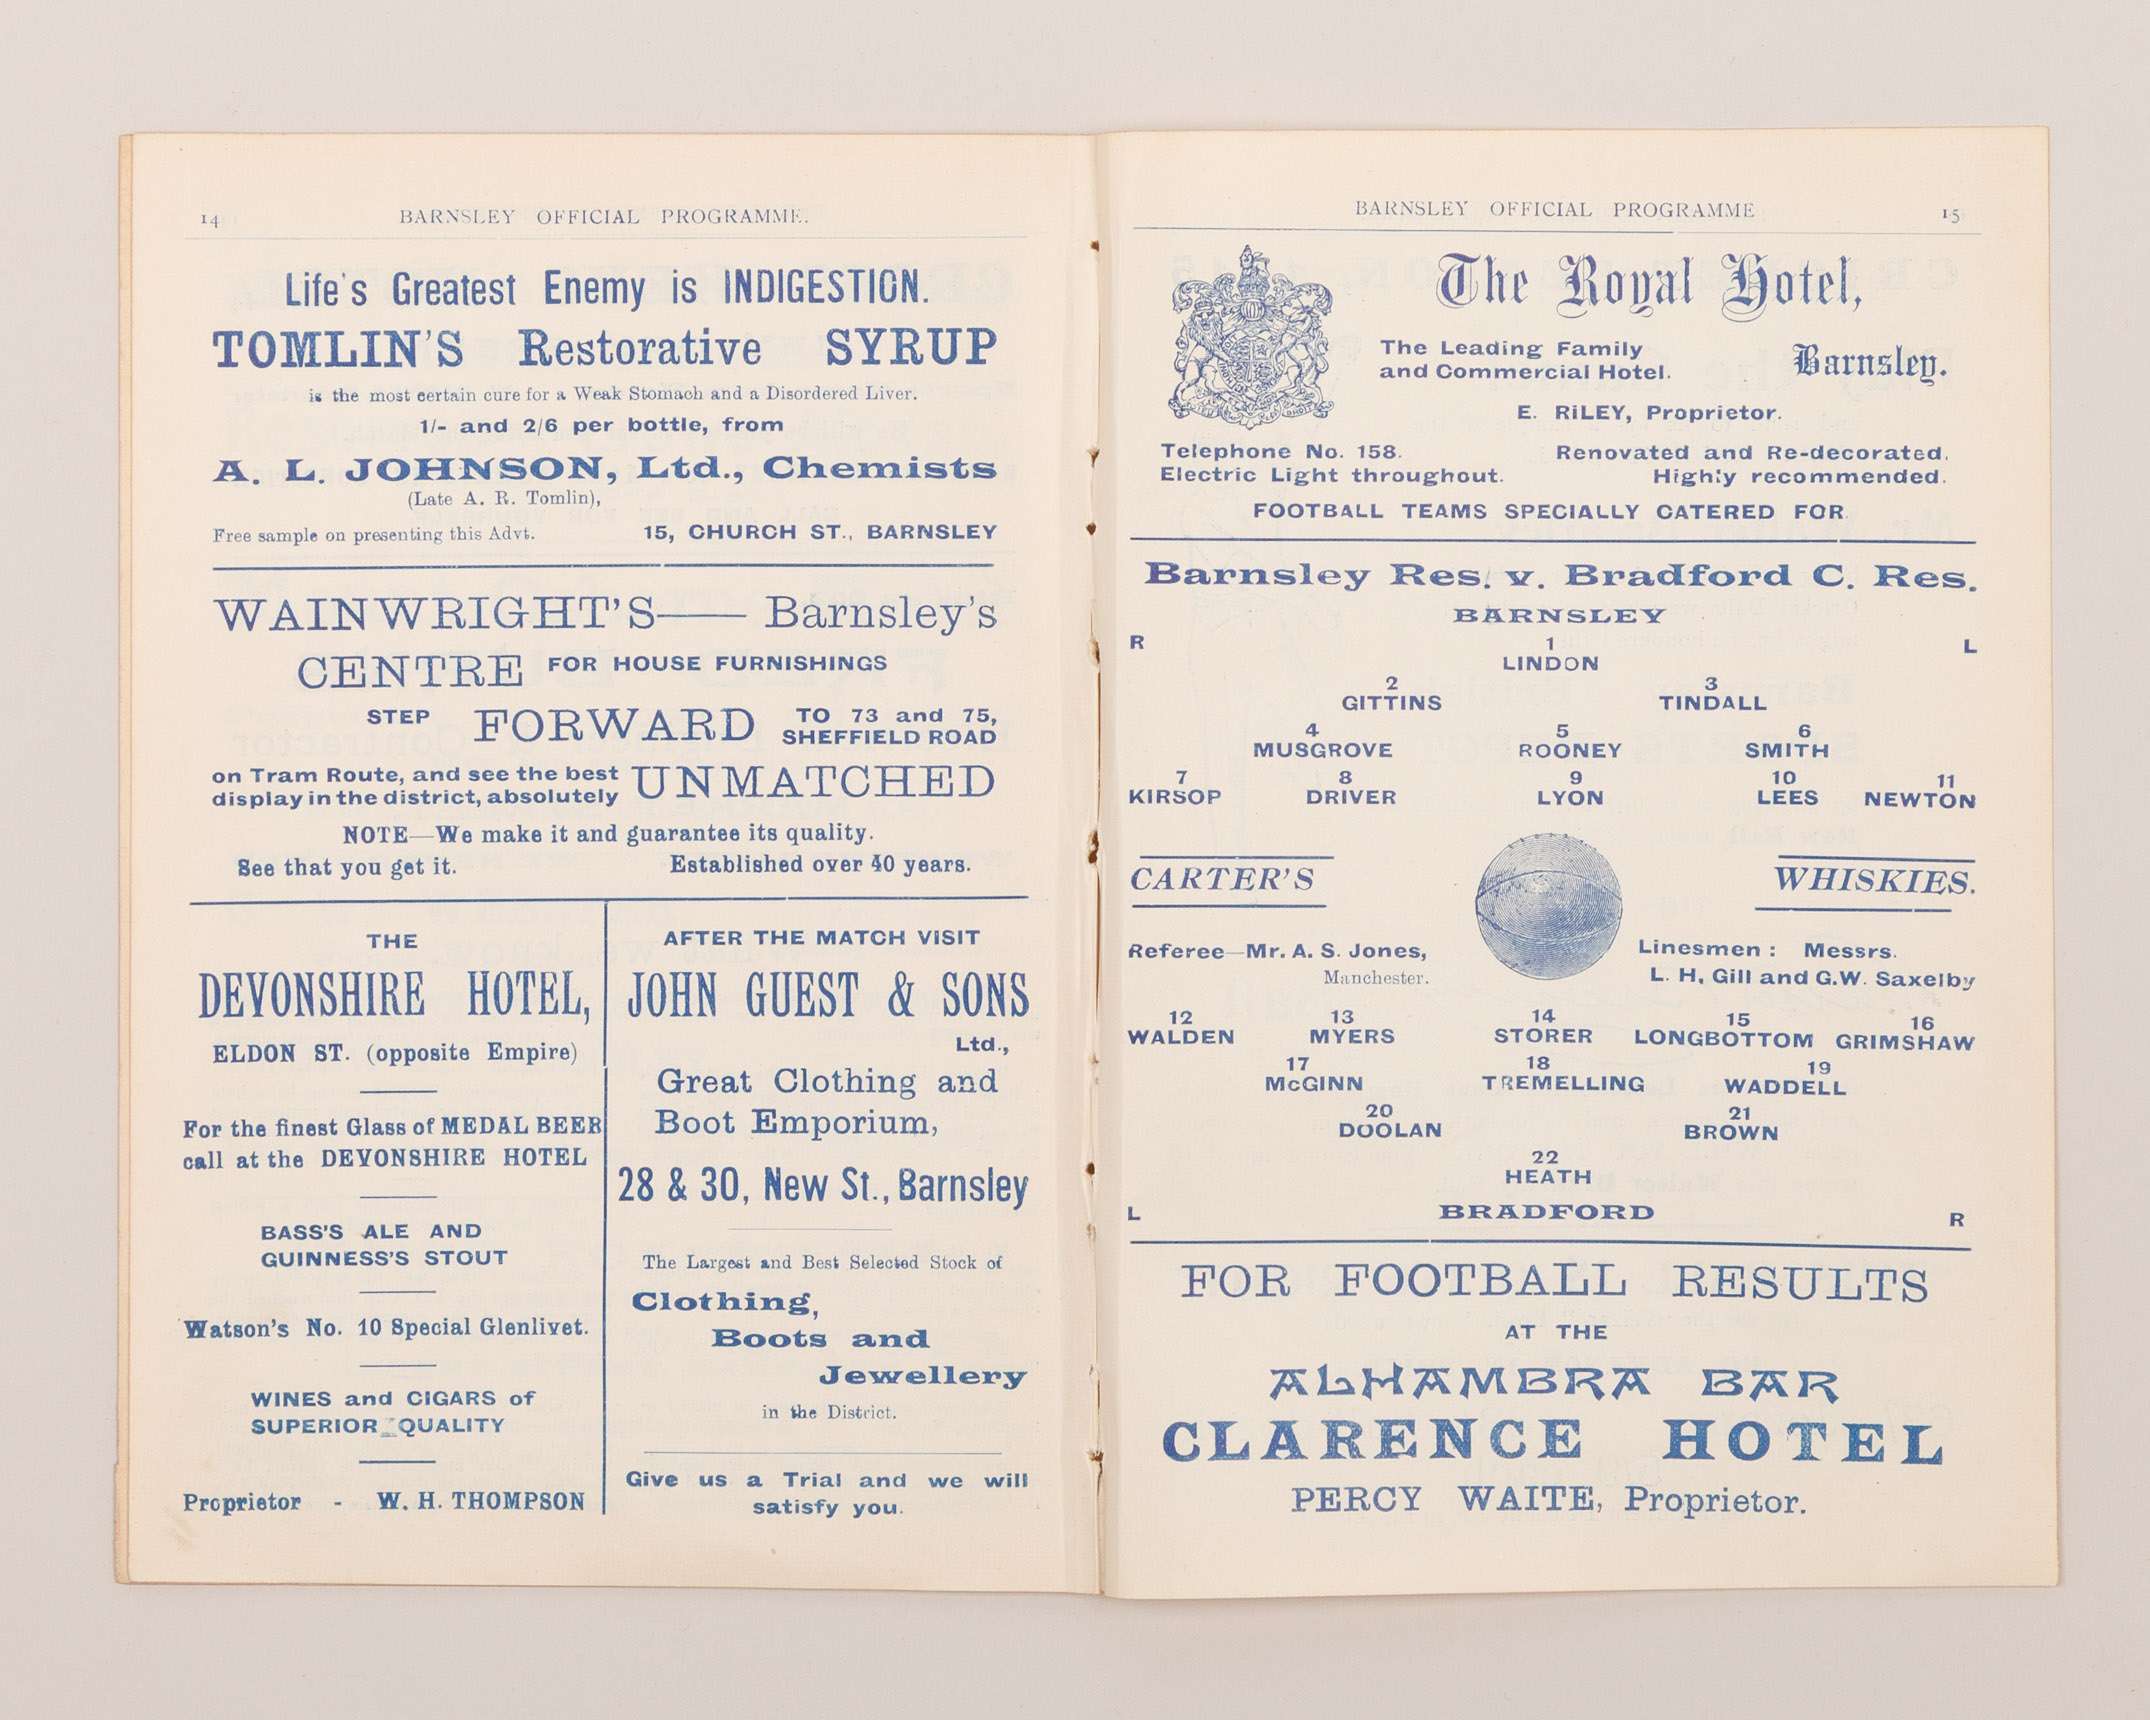 14
BARNSLEY OFFICIAL PROGRAMME.
Life's Greatest Enemy is INDIGESTION.
TOMLIN'S Restorative SYRUP
is the most certain cure for a Weak Stomach and a Disordered Liver.
1/- and 2/6 per bottle, from
A. L. JOHNSON, Ltd., Chemists
(Late A. R. Tomlin),
Free sample on presenting this Advt. 15, CHURCH ST., BARNSLEY
WAINWRIGHT'S—— Barnsley's
CENTRE FOR HOUSE FURNISHINGS
STEP FORWARD TO 73 and 75,
SHEFFIELD ROAD
on Tram Route, and see the best
display in the district, absolutely UNMATCHED
NOTE—We make it and guarantee its quality.
See that you get it. Established over 40 years.
THE
DEVONSHIRE HOTEL,
ELDON ST. (opposite Empire)
For the finest Glass of MEDAL BEER
call at the DEVONSHIRE HOTEL
BASS'S ALE AND
GUINNESS'S STOUT
Watson's No. 10 Special Glenlivet.
WINES and CIGARS of
SUPERIOR QUALITY
Proprietor - W. H. THOMPSON
AFTER THE MATCH VISIT
JOHN GUEST & SONS
Ltd.,
Great Clothing and
Boot Emporium,
28 & 30, New St., Barnsley
The Largest and Best Selected Stock of
Clothing,
Boots and
Jewellery
in the District.
Give us a Trial and we will
satisfy you.
BARNSLEY OFFICIAL PROGRAMME
15
The Royal Hotel,
The Leading Family
and Commercial Hotel. Barnsley.
E. RiLEY, Proprietor.
Telephone No. 158. Renovated and Re-decorated.
Electric Light throughout. Highly recommended.
FOOTBALL TEAMS SPECIALLY CATERED FOR
Barnsley Res. v. Bradford C. Res.
BARNSLEY
R 1 L
LINDON
2 3
GITTINS TINDALL
4 5 6
MUSGROVE ROONEY SMITH
7 8 9 10 11
KIRSOP DRIVER LYON LEES NEWTON
CARTER'S WHISKIES.
Referee—Mr. A. S. Jones, Linesmen: Messrs.
Manchester. L. H. Gill and G.W. Saxelby
12 13 14 15 16
WALDEN MYERS STORER LONGBOTTOM GRIMSHAW
17 18 19
McGINN TREMELLING WADDELL
20 21
DOOLAN BROWN
22
HEATH
L BRADFORD R
FOR FOOTBALL RESULTS
AT THE
ALHAMBRA BAR
CLARENCE HOTEL
PERCY WAITE, Proprietor.